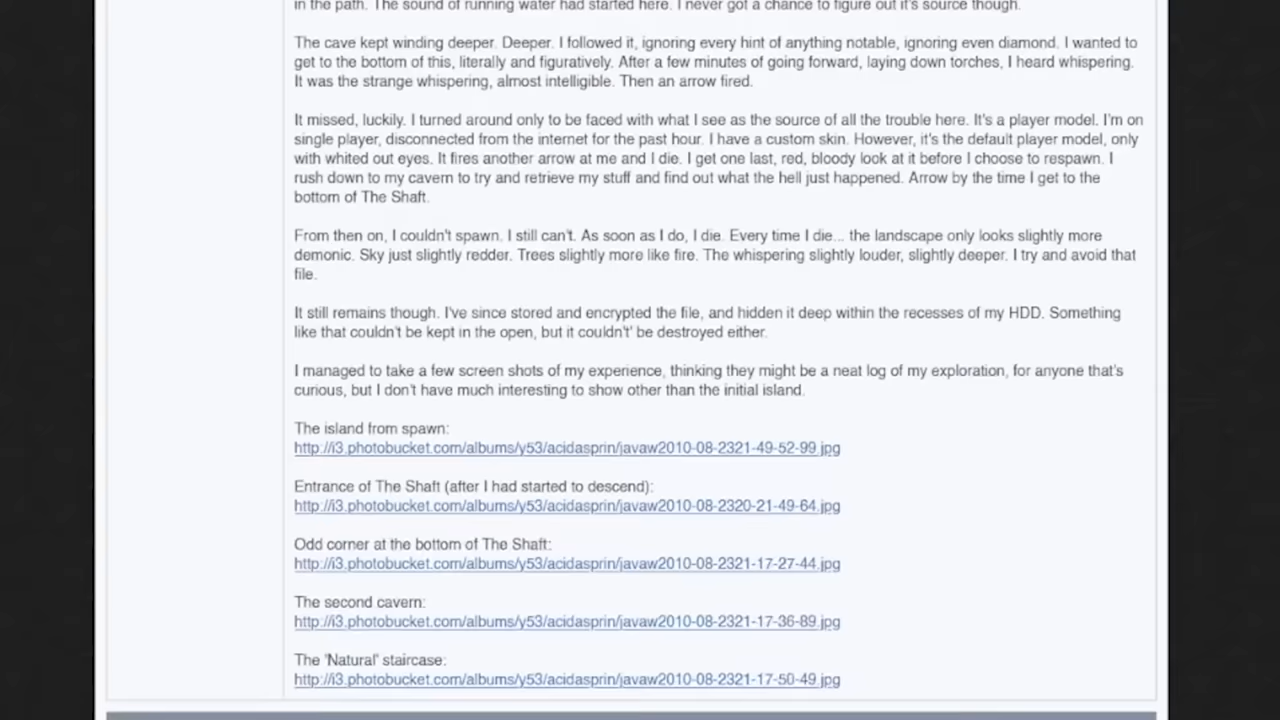 in the path. The sound of running water had started here. I never got a chance to figure out it's source though.
The cave kept winding deeper. Deeper. I followed it, ignoring every hint of anything notable, ignoring even diamond. I wanted to
get to the bottom of this, literally and figuratively. After a few minutes of going forward, laying down torches, I heard whispering.
It was the strange whispering, almost intelligible. Then an arrow fired.
It missed, luckily. I turned around only to be faced with what I see as the source of all the trouble here. It's a player model. I'm on
single player, disconnected from the internet for the past hour. I have a custom skin. However, it's the default player model, only
with whited out eyes. It fires another arrow at me and I die. I get one last, red, bloody look at it before I choose to respawn. I
rush down to my cavern to try and retrieve my stuff and find out what the hell just happened. Arrow by the time I get to the
bottom of The Shaft.
From then on, I couldn't spawn. I still can't. As soon as I do, I die. Every time I die... the landscape only looks slightly more
demonic. Sky just slightly redder. Trees slightly more like fire. The whispering slightly louder, slightly deeper. I try and avoid that
file.
It still remains though. I've since stored and encrypted the file, and hidden it deep within the recesses of my HDD. Something
like that couldn't be kept in the open, but it couldn't' be destroyed either.
I managed to take a few screen shots of my experience, thinking they might be a neat log of my exploration, for anyone that's
curious, but I don't have much interesting to show other than the initial island.
The island from spawn:
http://i3.photobucket.com/albums/y53/acidasprin/javaw2010-08-2321-49-52-99.jpg
Entrance of The Shaft (after I had started to descend):
http://i3.photobucket.com/albums/y53/acidasprin/javaw2010-08-2320-21-49-64.jpg
Odd corner at the bottom of The Shaft:
http://i3.photobucket.com/albums/y53/acidasprin/javaw2010-08-2321-17-27-44.jpg
The second cavern:
http://i3.photobucket.com/albums/y53/acidasprin/javaw2010-08-2321-17-36-89.jpg
The 'Natural' staircase:
http://i3.photobucket.com/albums/y53/acidasprin/javaw2010-08-2321-17-50-49.jpg